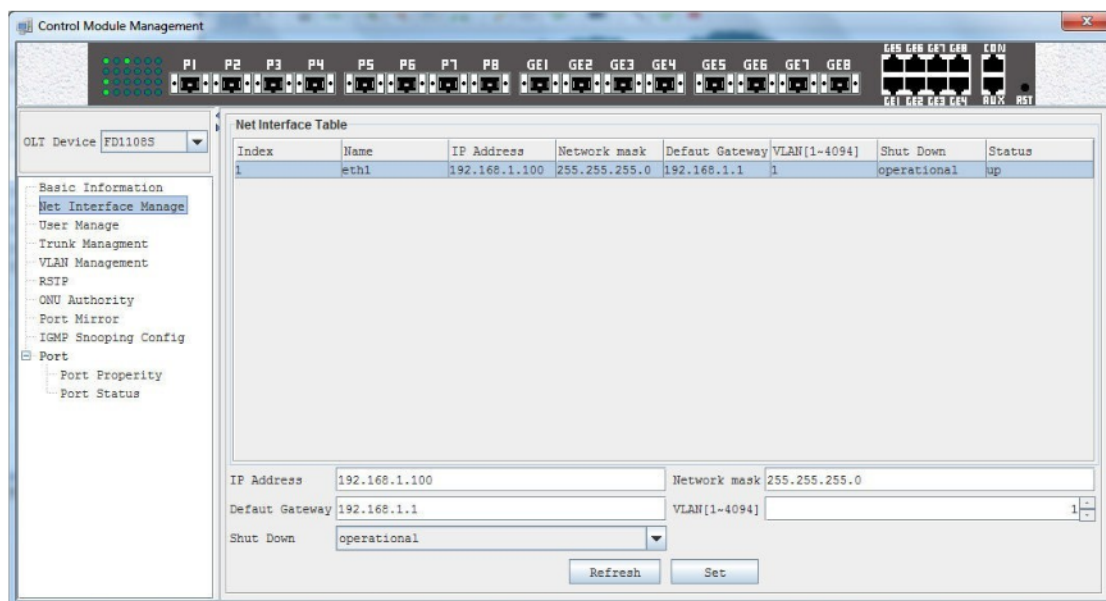 Control Module Management
GE5 GE6 GE7 GE8 CON
P1 P2 P3 P4 P5 P6 P7 P8 GE1 GE2 GE3 GE4 GE5 GE6 GE7 GE8
GE1 GE2 GE3 GE4 AUX RST
OLT Device FD1108S
Basic Information
Net Interface Manage
User Manage
Trunk Managment
VLAN Management
RSTP
ONU Authority
Port Mirror
IGMP Snooping Config
Port
Port Properity
Port Status
Net Interface Table
Index Name IP Address Network mask Defaut Gateway VLAN[1~4094] Shut Down Status
1 eth1 192.168.1.100 255.255.255.0 192.168.1.1 1 operational up
IP Address 192.168.1.100 Network mask 255.255.255.0
Defaut Gateway 192.168.1.1 VLAN[1~4094] 1
Shut Down operational
Refresh Set